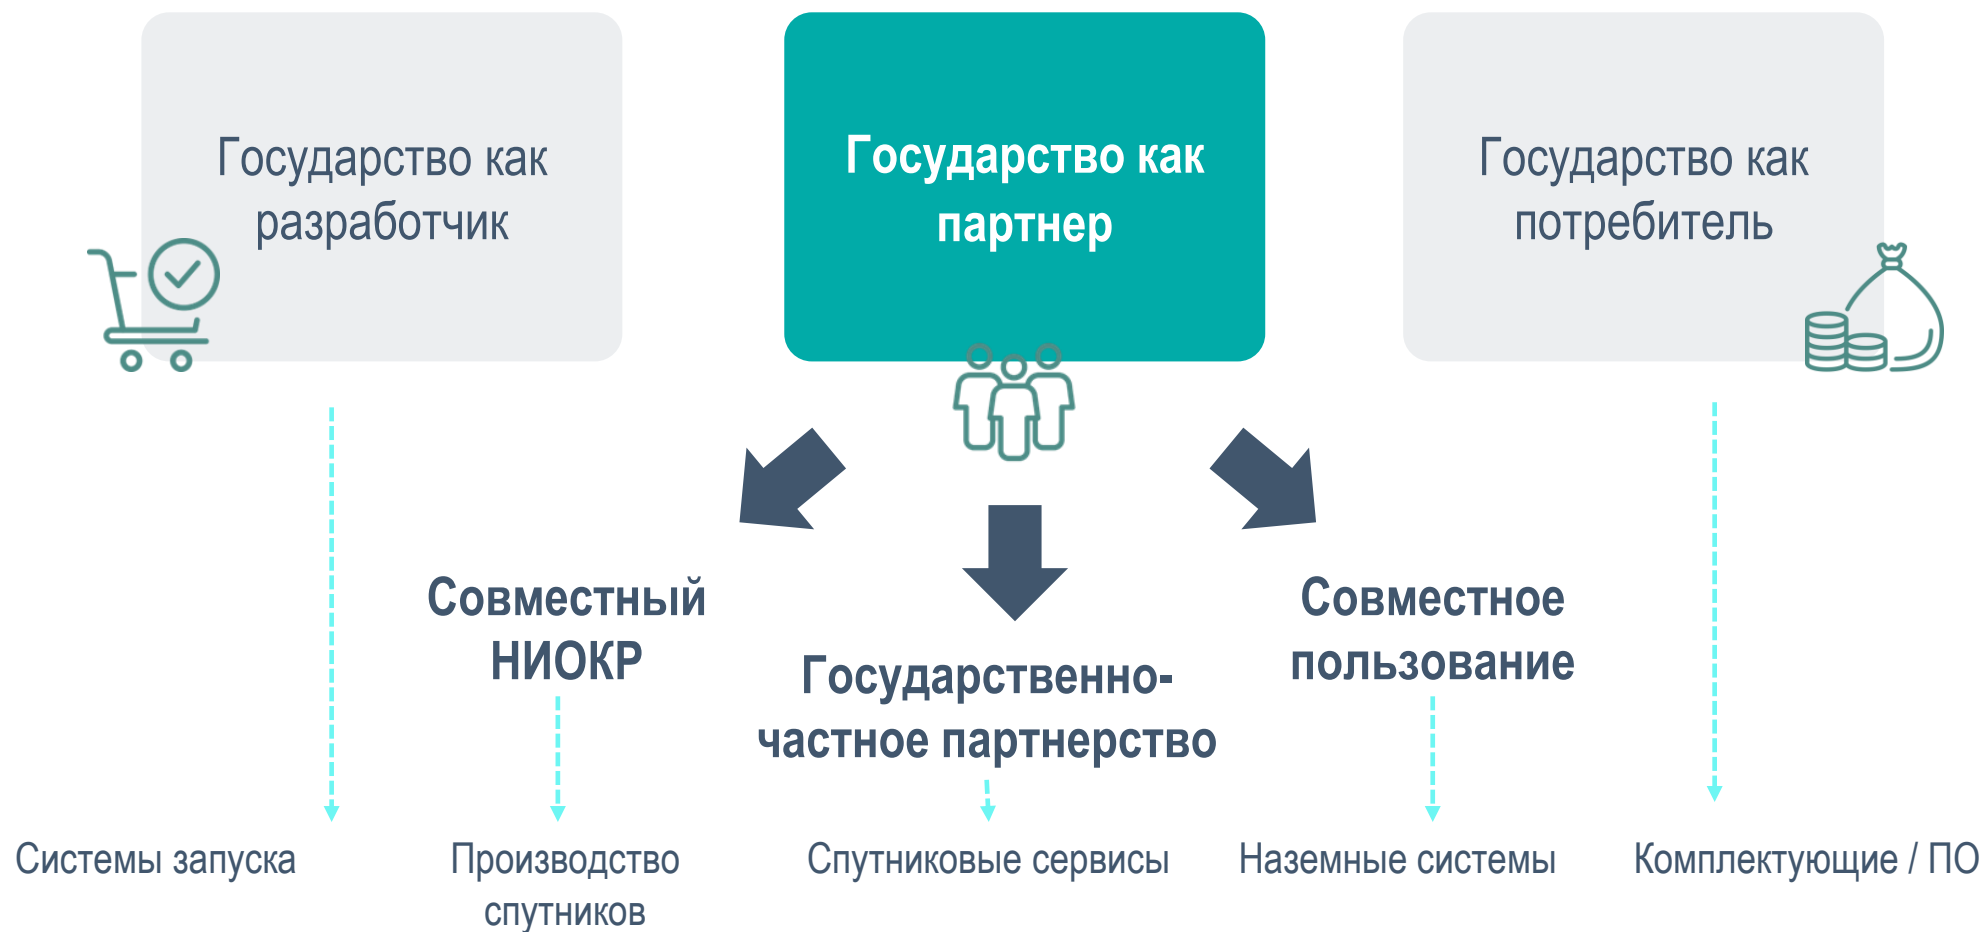 Государство как
разработчик
Государство как
партнер
Государство как
потребитель
Совместный
НИОКР
Государственно-
частное партнерство
Совместное
пользование
Системы запуска
Производство
спутников
Спутниковые сервисы
Наземные системы
Комплектующие / ПО